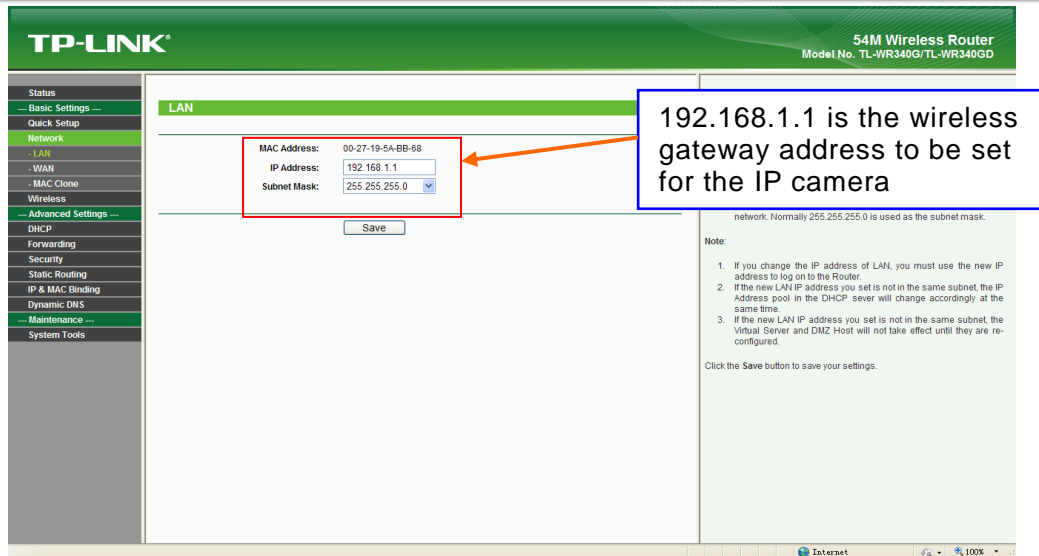 TP-LINK®
54M Wireless Router
Model No. TL-WR340G/TL-WR340GD
Status
--- Basic Settings ---
Quick Setup
Network
- LAN
- WAN
- MAC Clone
Wireless
--- Advanced Settings ---
DHCP
Forwarding
Security
Static Routing
IP & MAC Binding
Dynamic DNS
--- Maintenance ---
System Tools
LAN
MAC Address: 00-27-19-5A-BB-68
IP Address: 192.168.1.1
Subnet Mask: 255.255.255.0
Save
192.168.1.1 is the wireless
gateway address to be set
for the IP camera
network. Normally 255.255.255.0 is used as the subnet mask.
Note:
1. If you change the IP address of LAN, you must use the new IP
address to log on to the Router.
2. If the new LAN IP address you set is not in the same subnet, the IP
Address pool in the DHCP sever will change accordingly at the
same time.
3. If the new LAN IP address you set is not in the same subnet, the
Virtual Server and DMZ Host will not take effect until they are re-
configured.
Click the Save button to save your settings.
Internet
100%